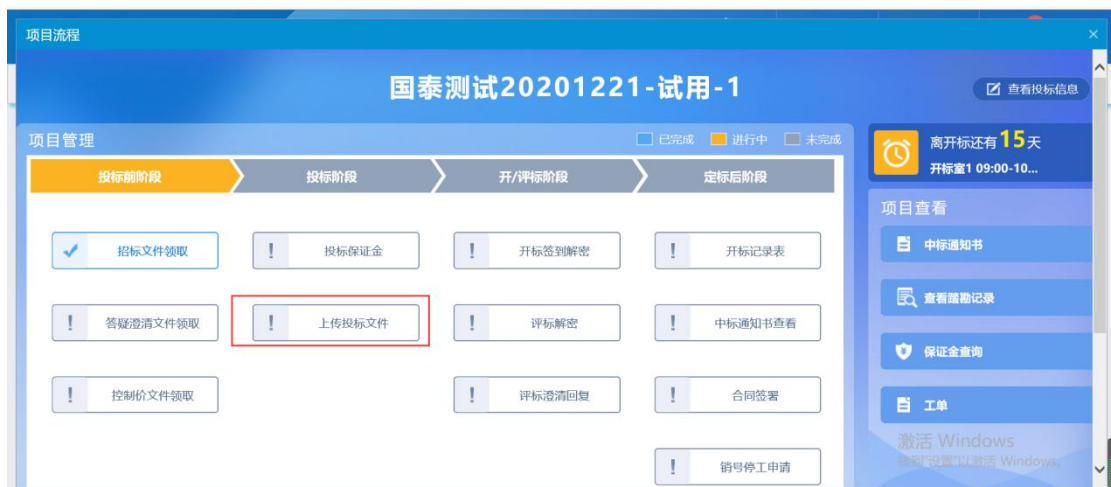 项目流程
国泰测试20201221-试用-1
查看投标信息
项目管理
已完成 进行中 未完成
投标前阶段 投标阶段 开/评标阶段 定标后阶段
招标文件领取 投标保证金 开标签到解密 开标记录表
答疑澄清文件领取 上传投标文件 评标解密 中标通知书查看
控制价文件领取 评标澄清回复 合同签署
销号停工申请
离开标还有15天
开标室1 09:00-10...
项目查看
中标通知书
查看踏勘记录
保证金查询
工单
激活 Windows
转到"设置"以激活 Windows。